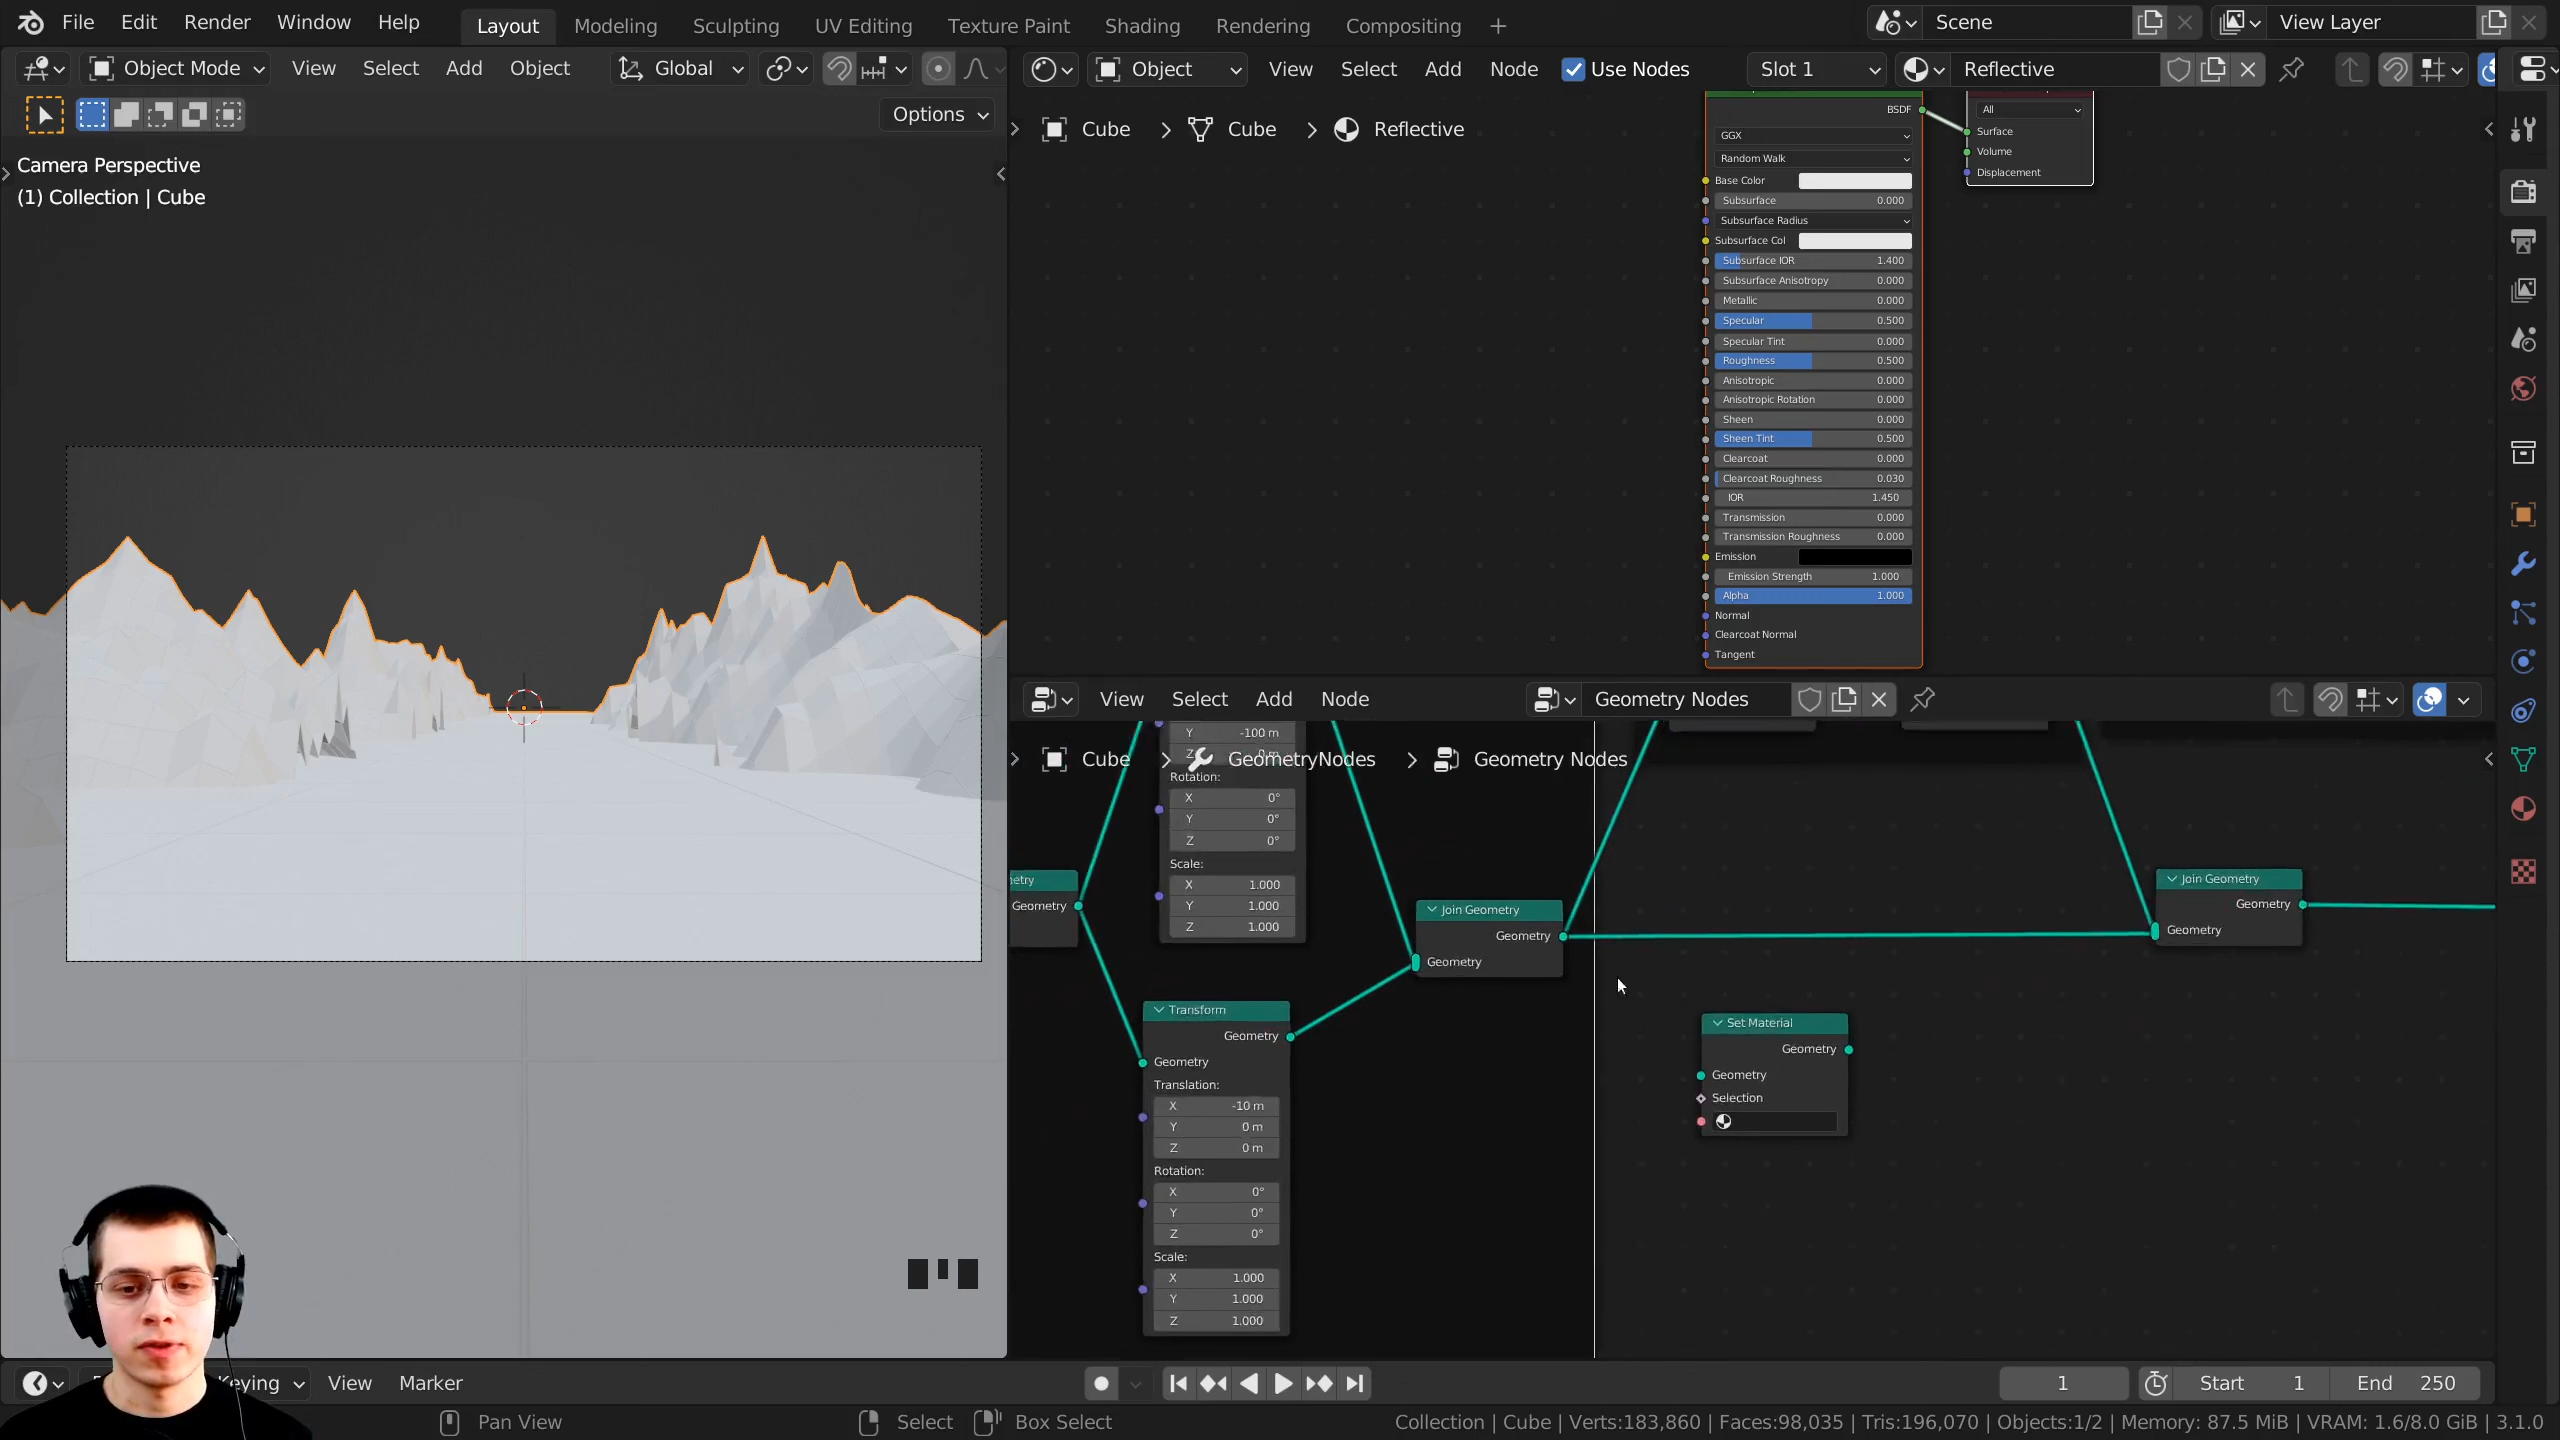 File Edit Render Window Help Layout Modeling Sculpting UV Editing Texture Paint Shading Rendering Compositing + Scene View Layer
Object Mode View Select Add Object Global
Object View Select Add Node Use Nodes Slot 1 Reflective
Options
Camera Perspective
(1) Collection | Cube
Cube > Cube > Reflective
BSDF
GGX
Random Walk
Base Color
Subsurface 0.000
Subsurface Radius
Subsurface Col
Subsurface IOR 1.400
Subsurface Anisotropy 0.000
Metallic 0.000
Specular 0.500
Specular Tint 0.000
Roughness 0.500
Anisotropic 0.000
Anisotropic Rotation 0.000
Sheen 0.000
Sheen Tint 0.500
Clearcoat 0.000
Clearcoat Roughness 0.030
IOR 1.450
Transmission 0.000
Transmission Roughness 0.000
Emission
Emission Strength 1.000
Alpha 1.000
Normal
Clearcoat Normal
Tangent
All
Surface
Volume
Displacement
View Select Add Node Geometry Nodes
Cube > GeometryNodes > Geometry Nodes
Y -100 m
Z 0 m
Rotation:
X 0°
Y 0°
Z 0°
Scale:
X 1.000
Y 1.000
Z 1.000
Geometry
Join Geometry
Geometry
Geometry
Transform
Geometry
Geometry
Translation:
X -10 m
Y 0 m
Z 0 m
Rotation:
X 0°
Y 0°
Z 0°
Scale:
X 1.000
Y 1.000
Z 1.000
Set Material
Geometry
Geometry
Selection
Join Geometry
Geometry
Geometry
View Marker
1 Start 1 End 250
Pan View Select Box Select
Collection | Cube | Verts:183,860 | Faces:98,035 | Tris:196,070 | Objects:1/2 | Memory: 87.5 MiB | VRAM: 1.6/8.0 GiB | 3.1.0